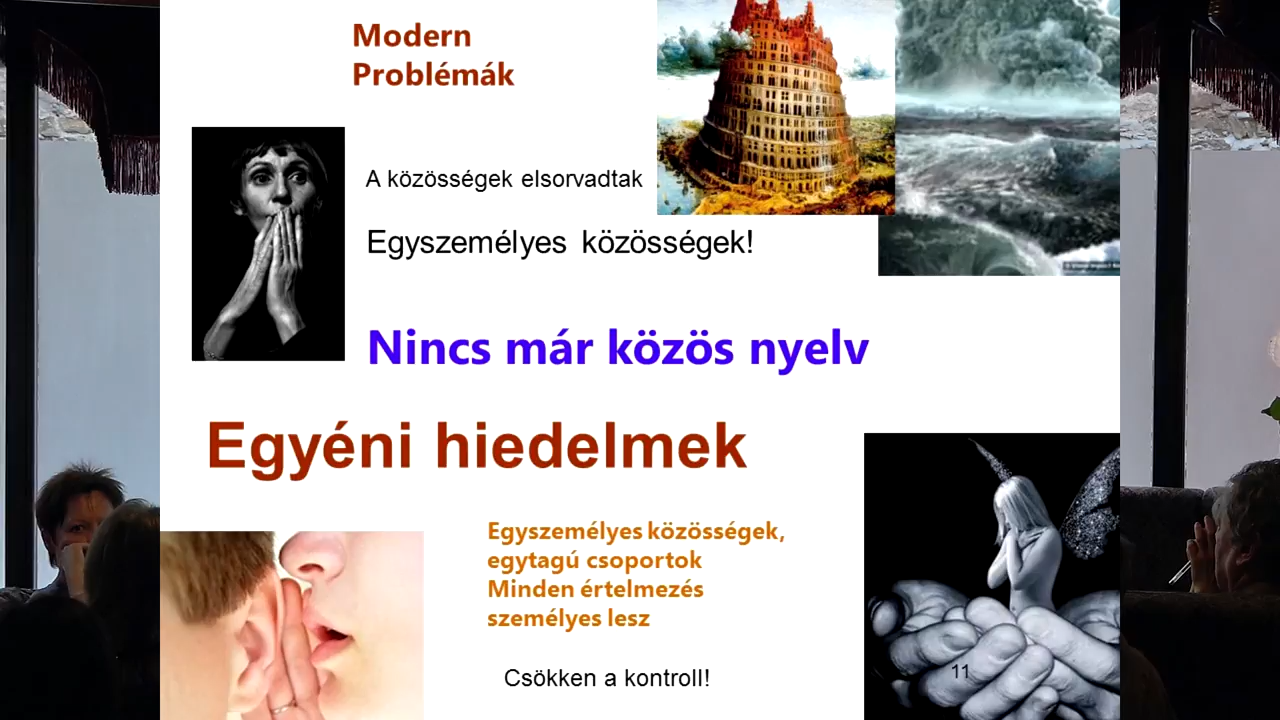 Modern
Problémák
A közösségek elsorvadtak
Egyszemélyes közösségek!
Nincs már közös nyelv
Egyéni hiedelmek
Egyszemélyes közösségek,
egytagú csoportok
Minden értelmezés
személyes lesz
Csökken a kontroll!
11